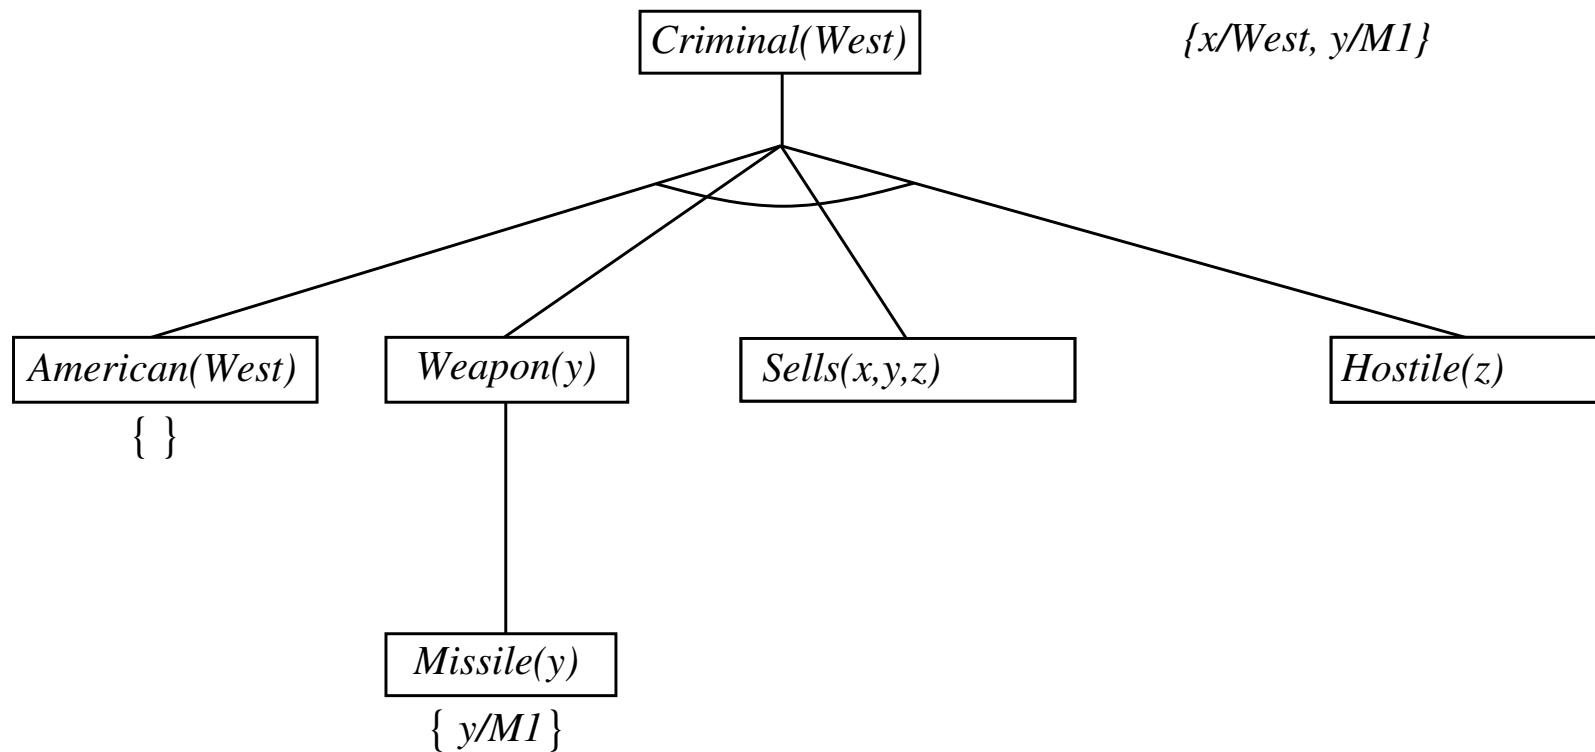 Criminal(West)
{x/West, y/M1}
American(West)
Weapon(y)
Sells(x,y,z)
Hostile(z)
{ }
Missile(y)
{ y/M1 }